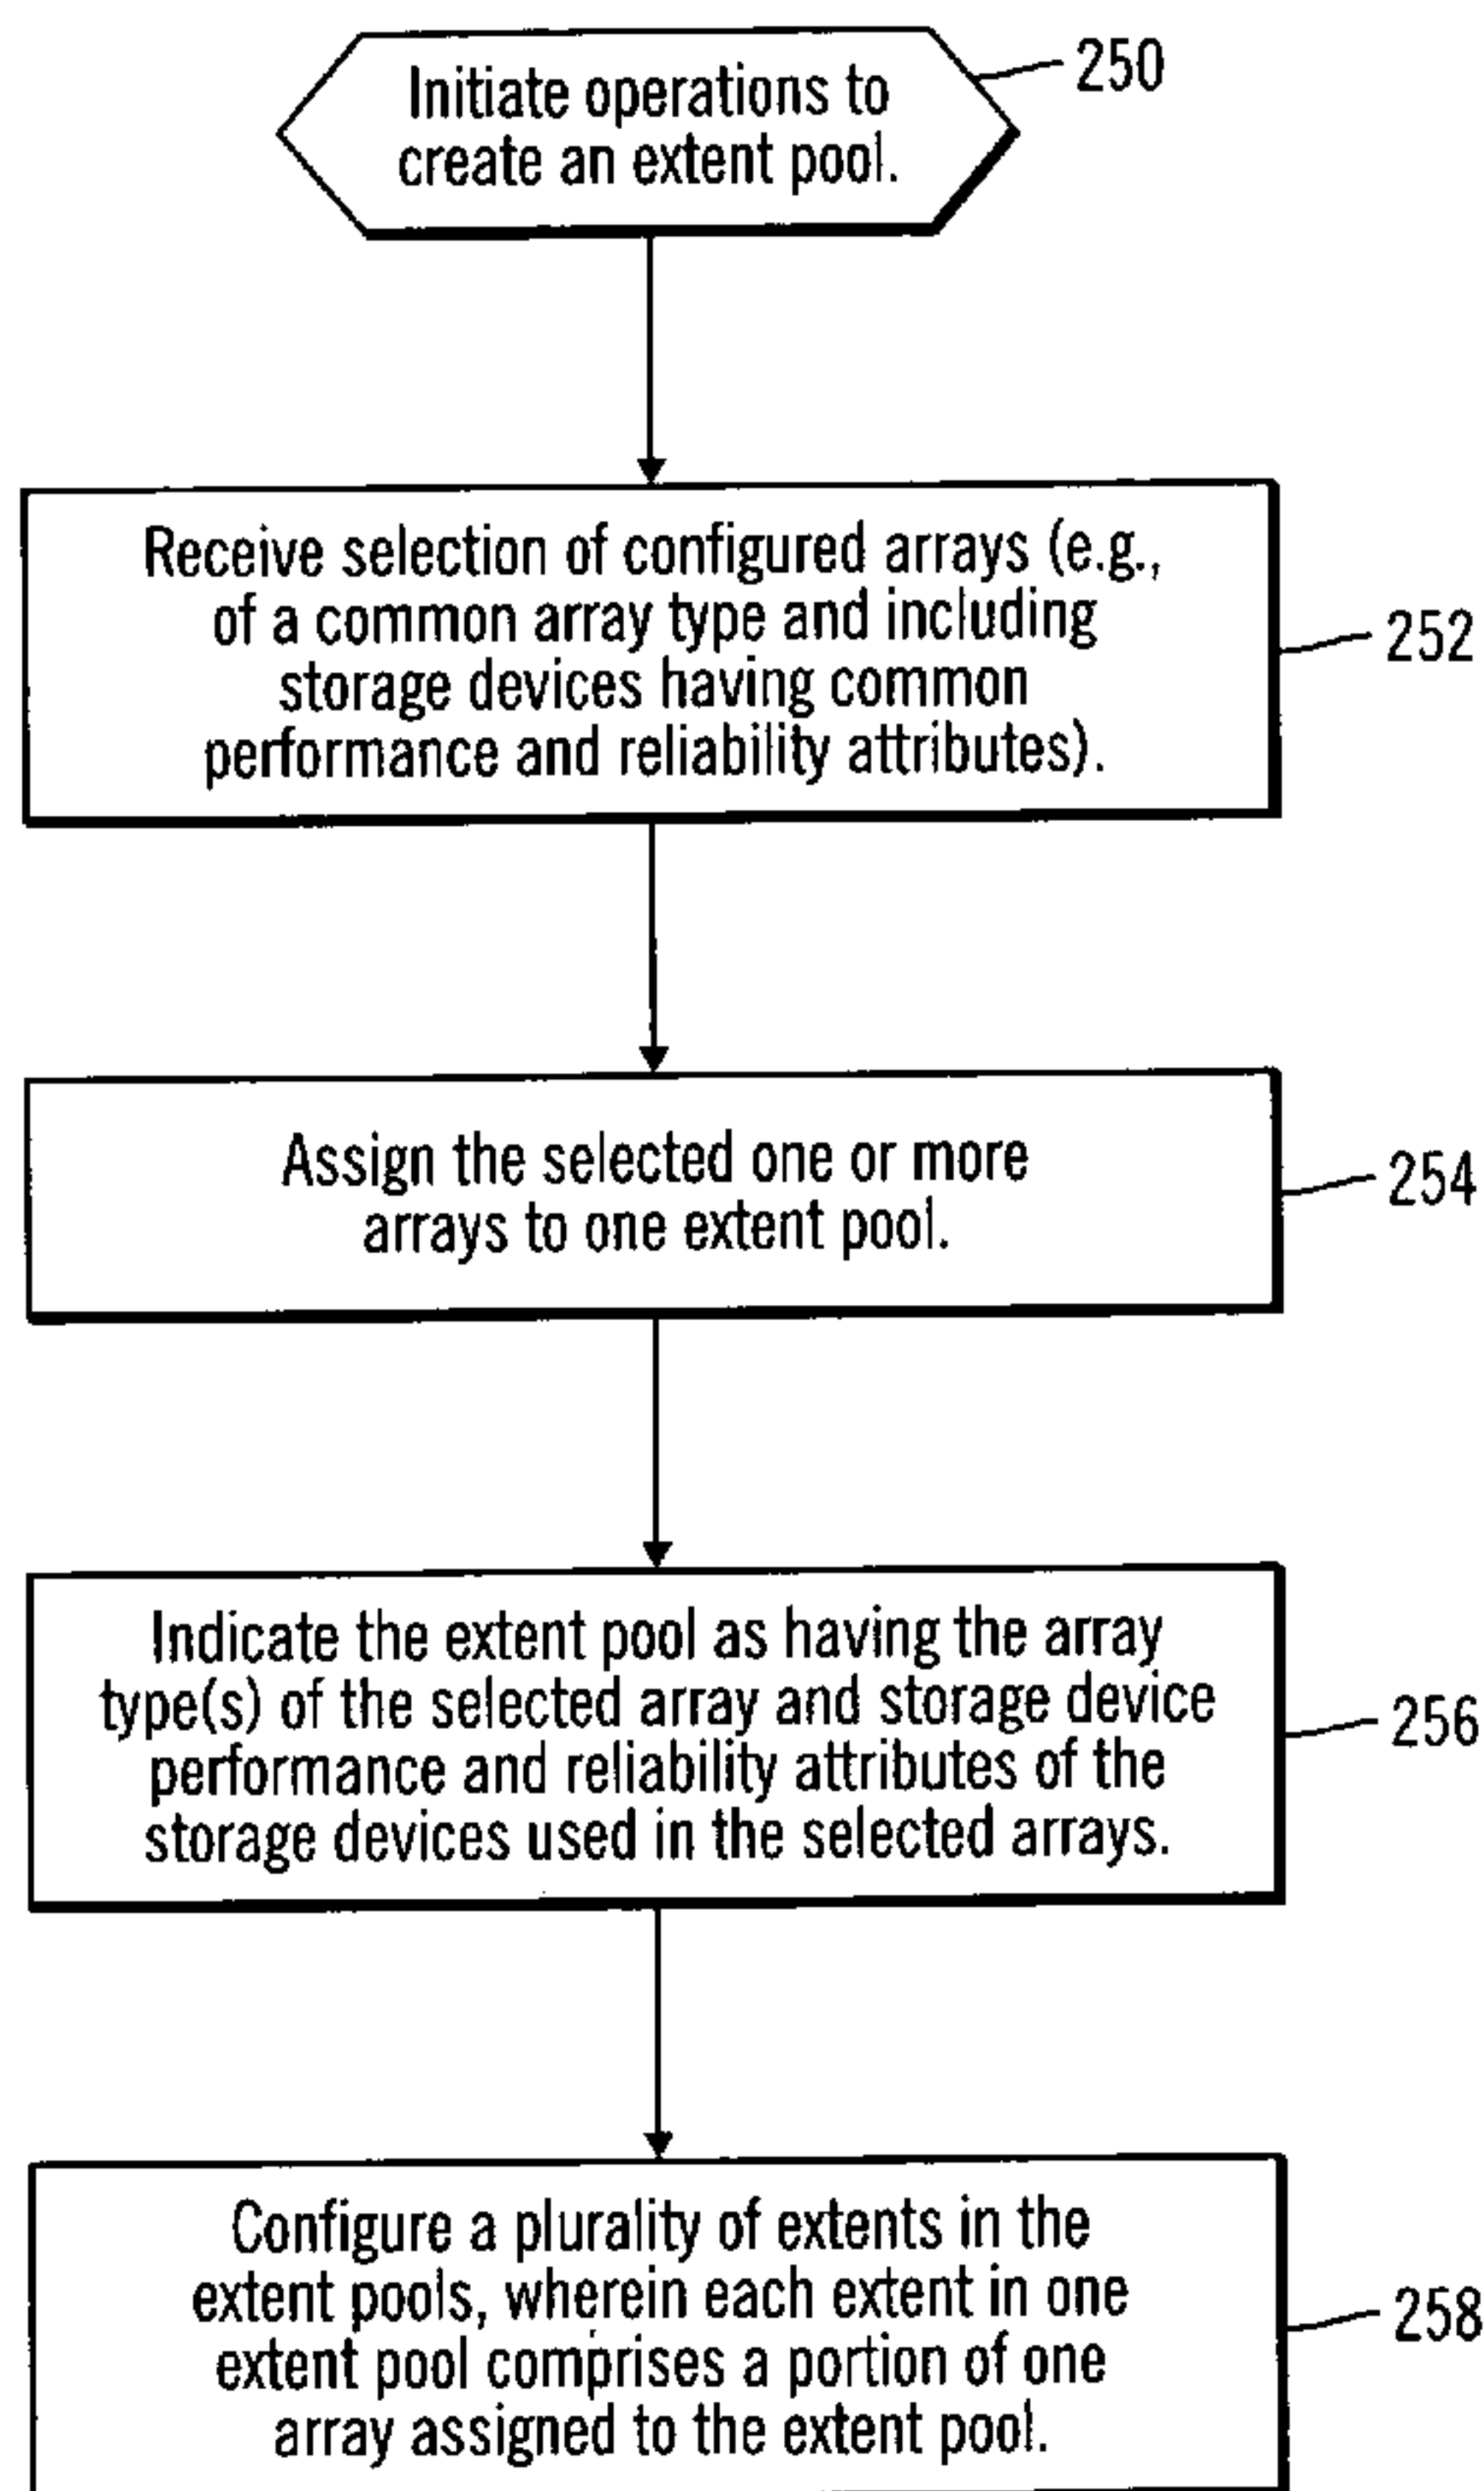 Initiate operations to
create an extent pool.
250
Receive selection of configured arrays (e.g.,
of a common array type and including
storage devices having common
performance and reliability attributes).
252
Assign the selected one or more
arrays to one extent pool.
254
Indicate the extent pool as having the array
type(s) of the selected array and storage device
performance and reliability attributes of the
storage devices used in the selected arrays.
256
Configure a plurality of extents in the
extent pools, wherein each extent in one
extent pool comprises a portion of one
array assigned to the extent pool.
258